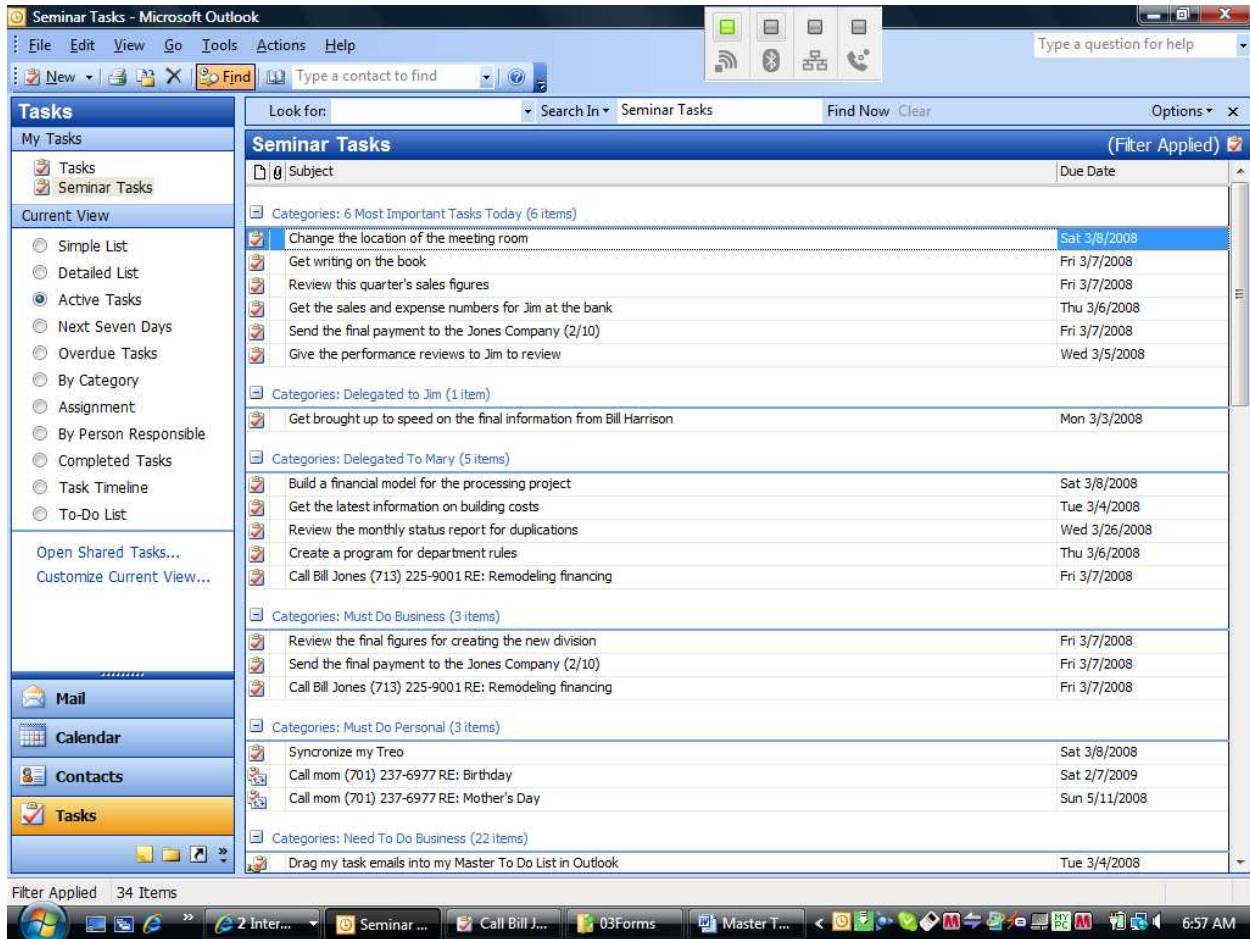 Seminar Tasks - Microsoft Outlook
File Edit View Go Tools Actions Help
Type a question for help
New Find Type a contact to find
Tasks
My Tasks
Tasks
Seminar Tasks
Current View
Simple List
Detailed List
Active Tasks
Next Seven Days
Overdue Tasks
By Category
Assignment
By Person Responsible
Completed Tasks
Task Timeline
To-Do List
Open Shared Tasks...
Customize Current View...
Mail
Calendar
Contacts
Tasks
Look for: Search In Seminar Tasks Find Now Clear Options
Seminar Tasks (Filter Applied)
Subject Due Date
Categories: 6 Most Important Tasks Today (6 items)
Change the location of the meeting room Sat 3/8/2008
Get writing on the book Fri 3/7/2008
Review this quarter's sales figures Fri 3/7/2008
Get the sales and expense numbers for Jim at the bank Thu 3/6/2008
Send the final payment to the Jones Company (2/10) Fri 3/7/2008
Give the performance reviews to Jim to review Wed 3/5/2008
Categories: Delegated to Jim (1 item)
Get brought up to speed on the final information from Bill Harrison Mon 3/3/2008
Categories: Delegated To Mary (5 items)
Build a financial model for the processing project Sat 3/8/2008
Get the latest information on building costs Tue 3/4/2008
Review the monthly status report for duplications Wed 3/26/2008
Create a program for department rules Thu 3/6/2008
Call Bill Jones (713) 225-9001 RE: Remodeling financing Fri 3/7/2008
Categories: Must Do Business (3 items)
Review the final figures for creating the new division Fri 3/7/2008
Send the final payment to the Jones Company (2/10) Fri 3/7/2008
Call Bill Jones (713) 225-9001 RE: Remodeling financing Fri 3/7/2008
Categories: Must Do Personal (3 items)
Syncronize my Treo Sat 3/8/2008
Call mom (701) 237-6977 RE: Birthday Sat 2/7/2009
Call mom (701) 237-6977 RE: Mother's Day Sun 5/11/2008
Categories: Need To Do Business (22 items)
Drag my task emails into my Master To Do List in Outlook Tue 3/4/2008
Filter Applied 34 Items
2 Inter... Seminar ... Call Bill J... 03Forms Master T... MY PC 6:57 AM